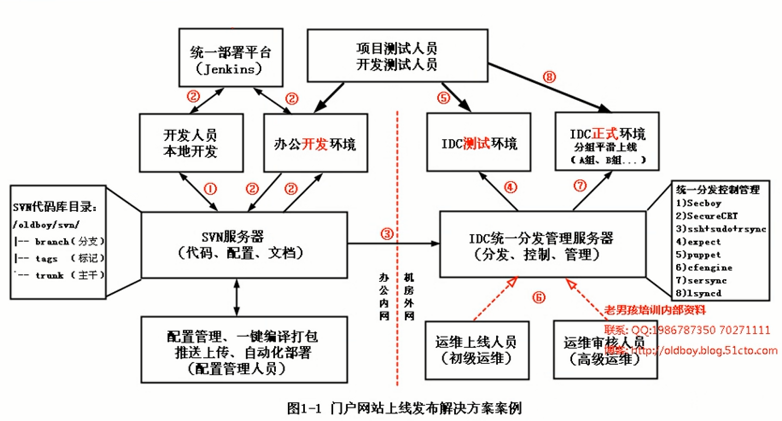 统一部署平台
(Jenkins)
项目测试人员
开发测试人员
⑧
②
②
⑤
开发人员
本地开发
办公开发环境
IDC测试环境
IDC正式环境
分组平滑上线
(A组、B组...)
①
②
②
④
⑦
SVN代码库目录:
/oldboy/svn/
|-- branch(分支)
|-- tags (标记)
`-- trunk (主干)
SVN服务器
(代码、配置、文档)
③
IDC统一分发管理服务器
(分发、控制、管理)
统一分发控制管理
1)Secboy
2)SecureCRT
3)ssh+sudo+rsync
4)expect
5)puppet
6)cfengine
7)sersync
8)lsyncd
办公内网
机房外网
⑥
配置管理、一键编译打包
推送上传、自动化部署
(配置管理人员)
运维上线人员
(初级运维)
运维审核人员
(高级运维)
老男孩培训内部资料
联系: QQ:1986787350 70271111
http://oldboy.blog.51cto.com
图1-1 门户网站上线发布解决方案案例